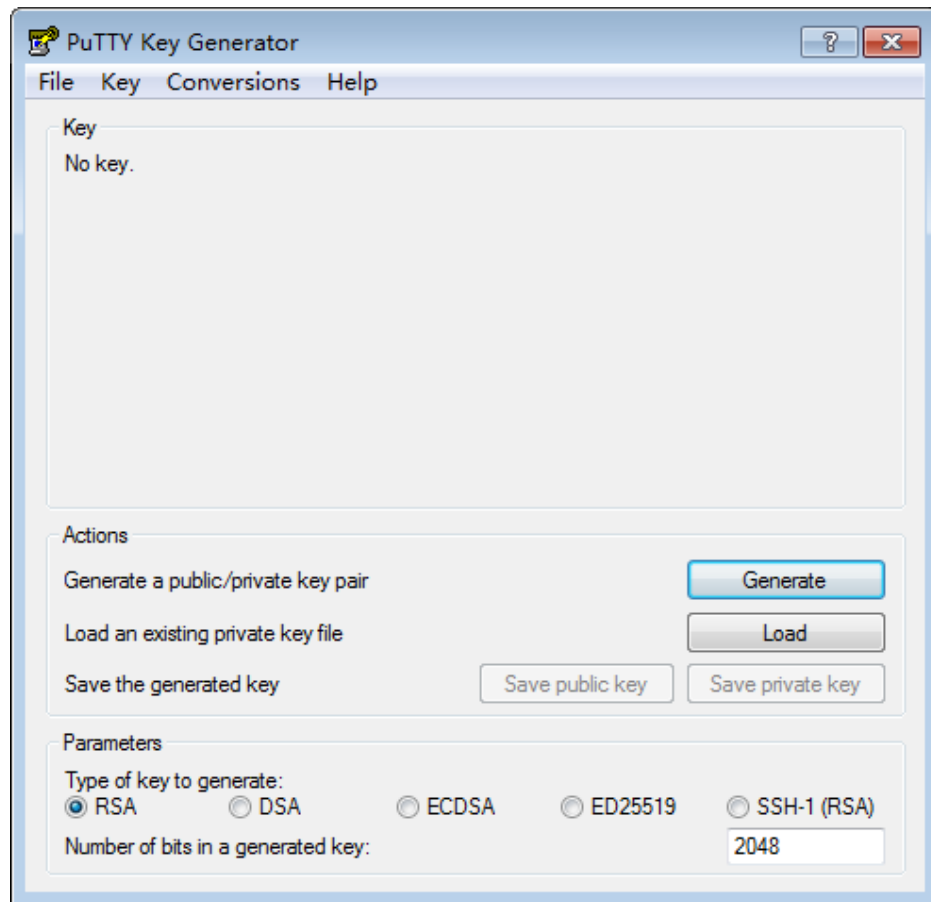 PuTTY Key Generator
File Key Conversions Help
Key
No key.
Actions
Generate a public/private key pair Generate
Load an existing private key file Load
Save the generated key Save public key Save private key
Parameters
Type of key to generate:
RSA DSA ECDSA ED25519 SSH-1 (RSA)
Number of bits in a generated key: 2048